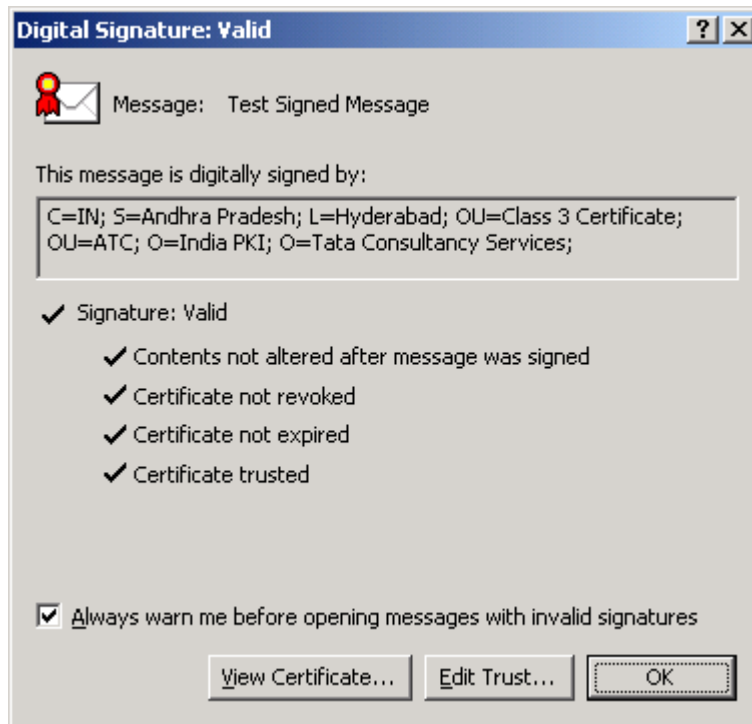 Digital Signature: Valid
Message: Test Signed Message
This message is digitally signed by:
C=IN; S=Andhra Pradesh; L=Hyderabad; OU=Class 3 Certificate;
OU=ATC; O=India PKI; O=Tata Consultancy Services;
Signature: Valid
Contents not altered after message was signed
Certificate not revoked
Certificate not expired
Certificate trusted
Always warn me before opening messages with invalid signatures
View Certificate... Edit Trust... OK